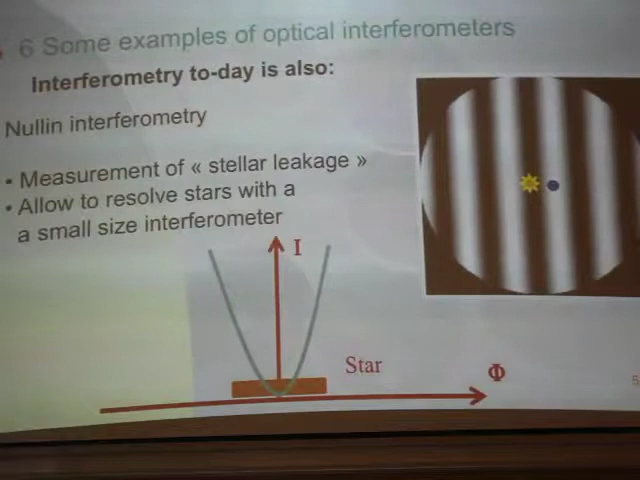 6 Some examples of optical interferometers
Interferometry to-day is also:
Nullin interferometry
• Measurement of « stellar leakage »
• Allow to resolve stars with a
a small size interferometer
I
Star
Φ